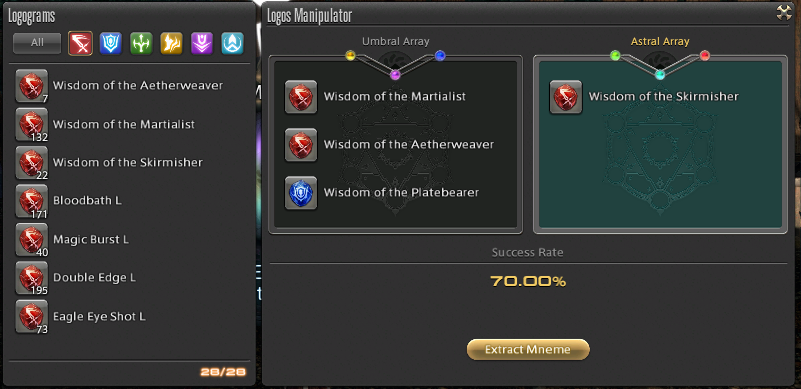 Logograms
All
Wisdom of the Aetherweaver
7
Wisdom of the Martialist
132
Wisdom of the Skirmisher
22
Bloodbath L
171
Magic Burst L
40
Double Edge L
195
Eagle Eye Shot L
73
28/28
Logos Manipulator
Umbral Array
Wisdom of the Martialist
Wisdom of the Aetherweaver
Wisdom of the Platebearer
Astral Array
Wisdom of the Skirmisher
Success Rate
70.00%
Extract Mneme